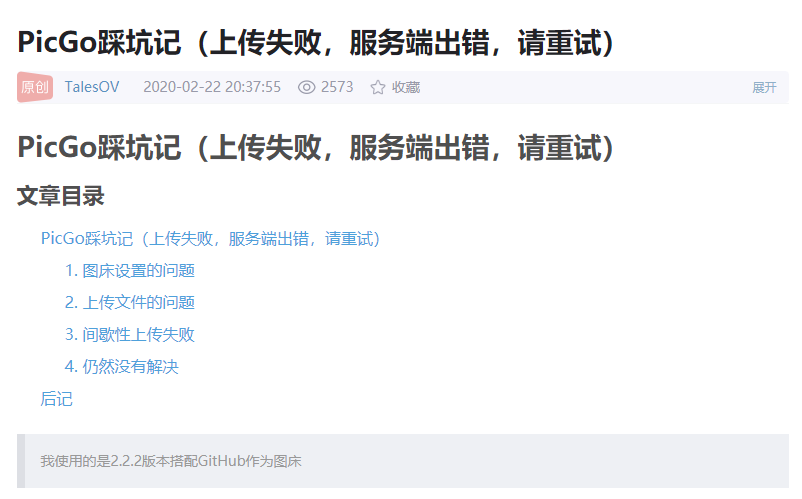 PicGo踩坑记（上传失败，服务端出错，请重试）
原创 TalesOV 2020-02-22 20:37:55 2573 收藏 展开
PicGo踩坑记（上传失败，服务端出错，请重试）
文章目录
PicGo踩坑记（上传失败，服务端出错，请重试）
1. 图床设置的问题
2. 上传文件的问题
3. 间歇性上传失败
4. 仍然没有解决
后记
我使用的是2.2.2版本搭配GitHub作为图床